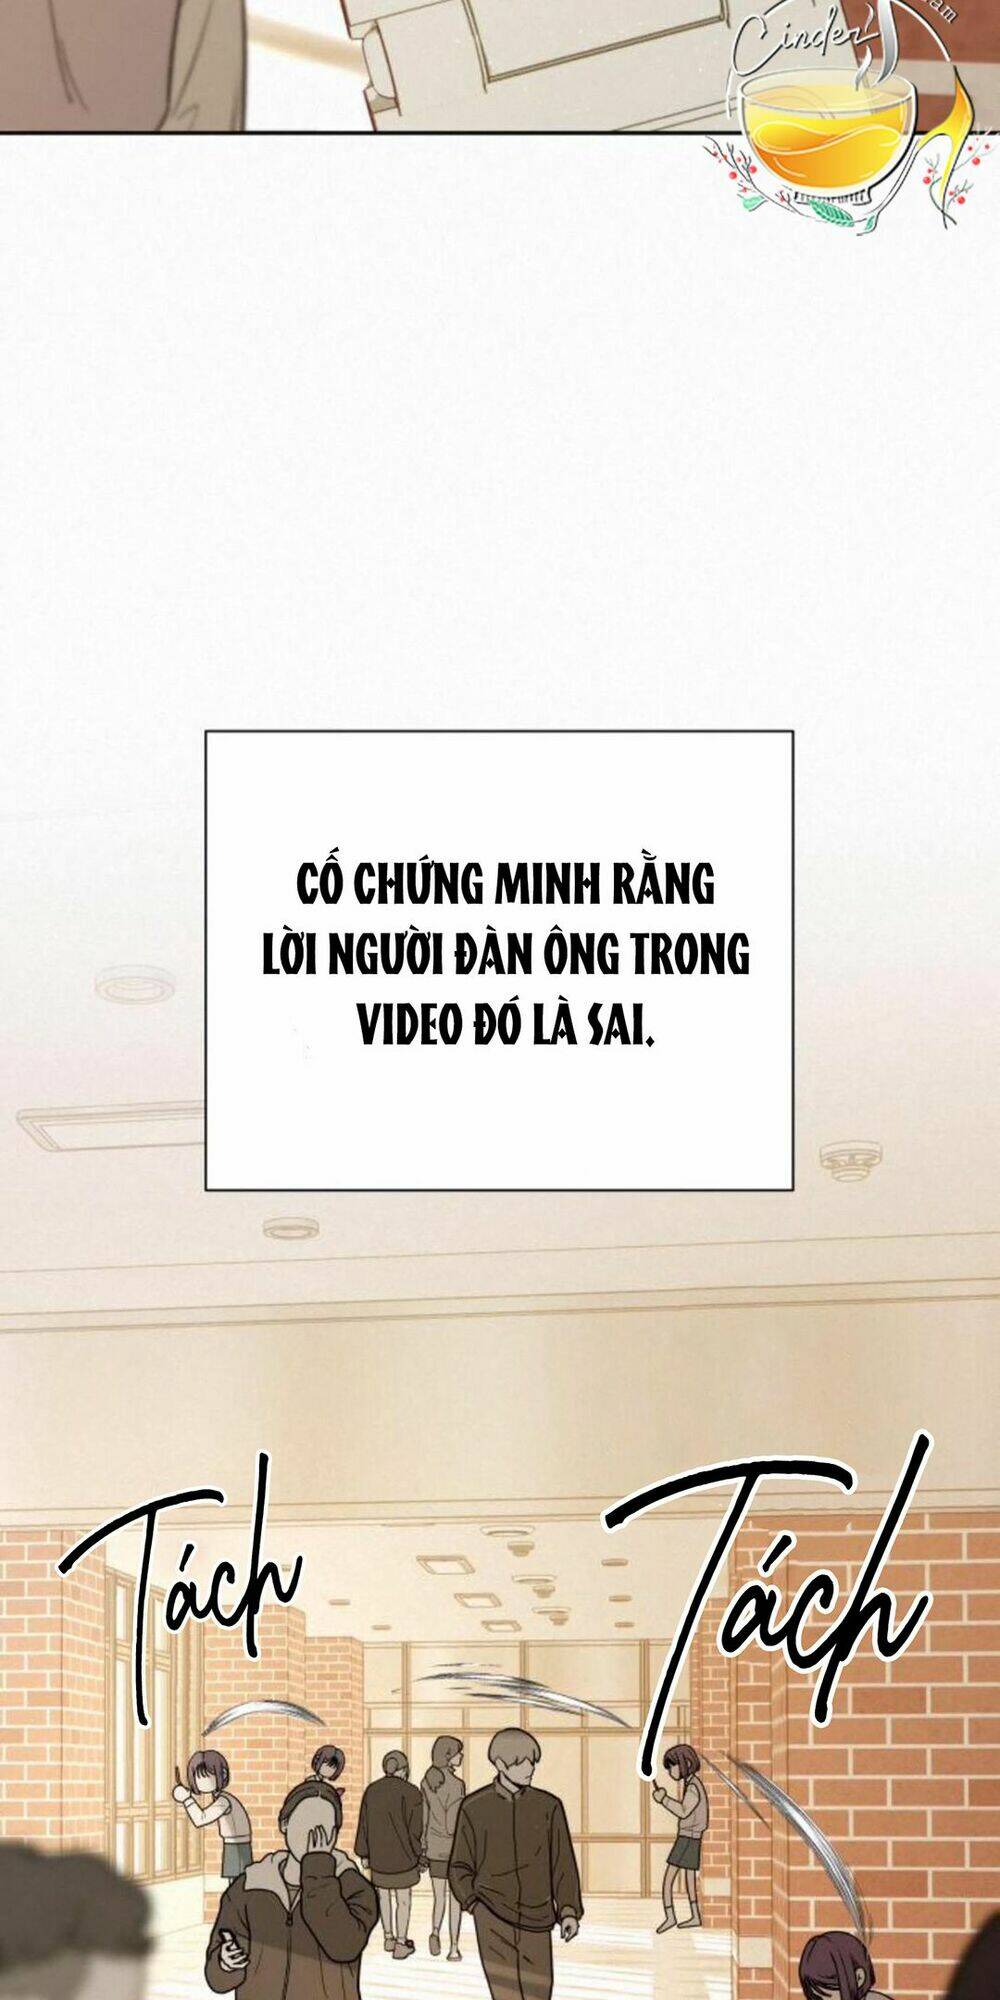 Cinder
CỐ CHỨNG MINH RẰNG
LỜI NGƯỜI ĐÀN ÔNG TRONG
VIDEO ĐÓ LÀ SAI.
Tách
Tách